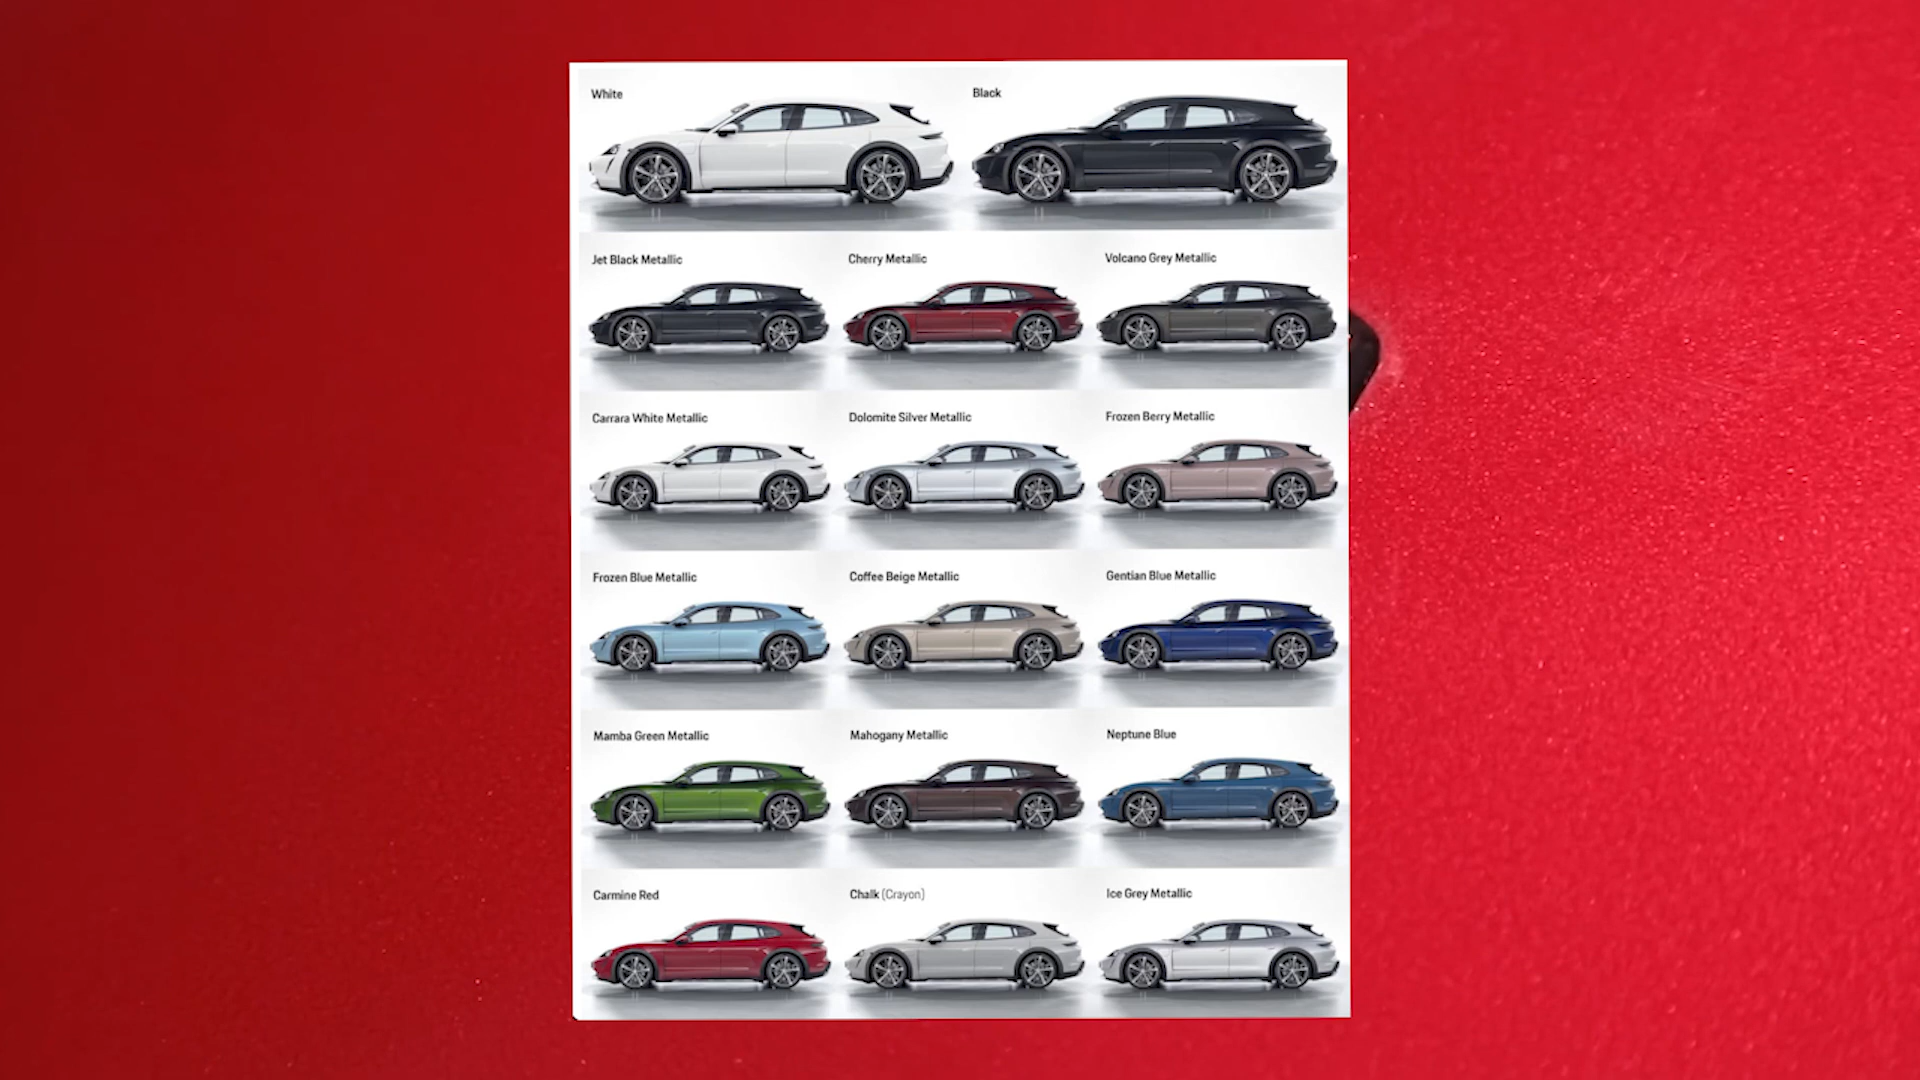 White
Black
Jet Black Metallic
Cherry Metallic
Volcano Grey Metallic
Carrara White Metallic
Dolomite Silver Metallic
Frozen Berry Metallic
Frozen Blue Metallic
Coffee Beige Metallic
Gentian Blue Metallic
Mamba Green Metallic
Mahogany Metallic
Neptune Blue
Carmine Red
Chalk (Crayon)
Ice Grey Metallic